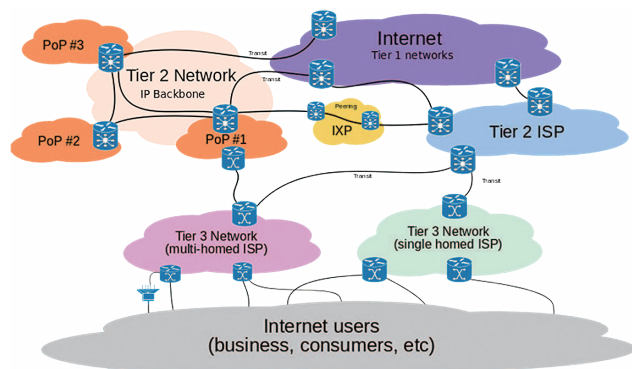 PoP #3
Transit
Internet
Tier 1 networks
Tier 2 Network
Transit
IP Backbone
Peering
IXP
Tier 2 ISP
PoP #2
PoP #1
Transit
Transit
Tier 3 Network
(multi-homed ISP)
Tier 3 Network
(single homed ISP)
Internet users
(business, consumers, etc)